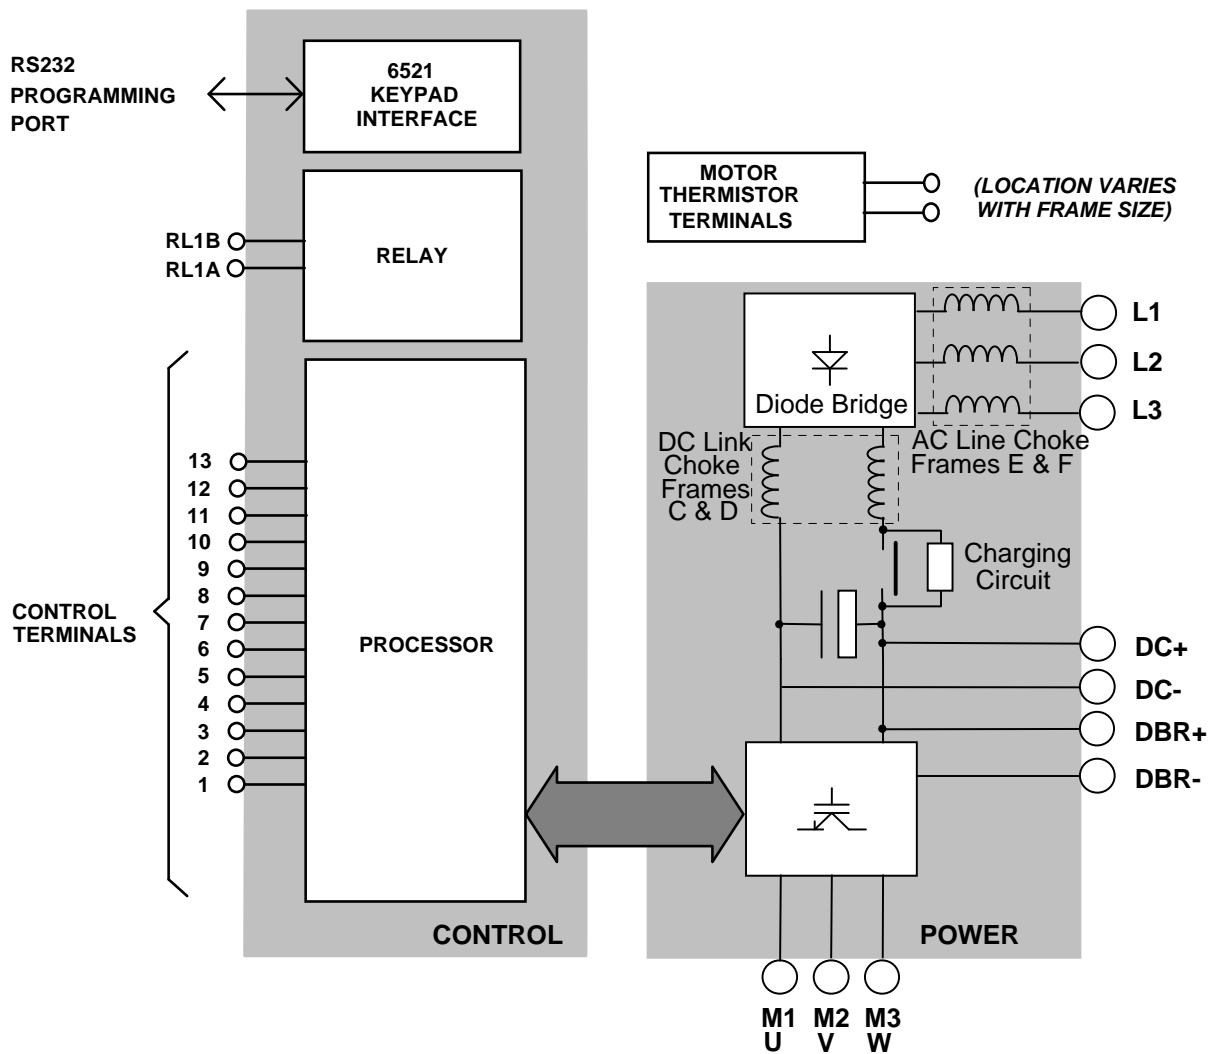 RS232
PROGRAMMING
PORT
6521
KEYPAD
INTERFACE
RL1B
RL1A
RELAY
MOTOR
THERMISTOR
TERMINALS
(LOCATION VARIES
WITH FRAME SIZE)
CONTROL
TERMINALS
13
12
11
10
9
8
7
6
5
4
3
2
1
PROCESSOR
CONTROL
Diode Bridge
L1
L2
L3
DC Link
Choke
Frames
C & D
AC Line Choke
Frames E & F
Charging
Circuit
DC+
DC-
DBR+
DBR-
POWER
M1 M2 M3
U V W